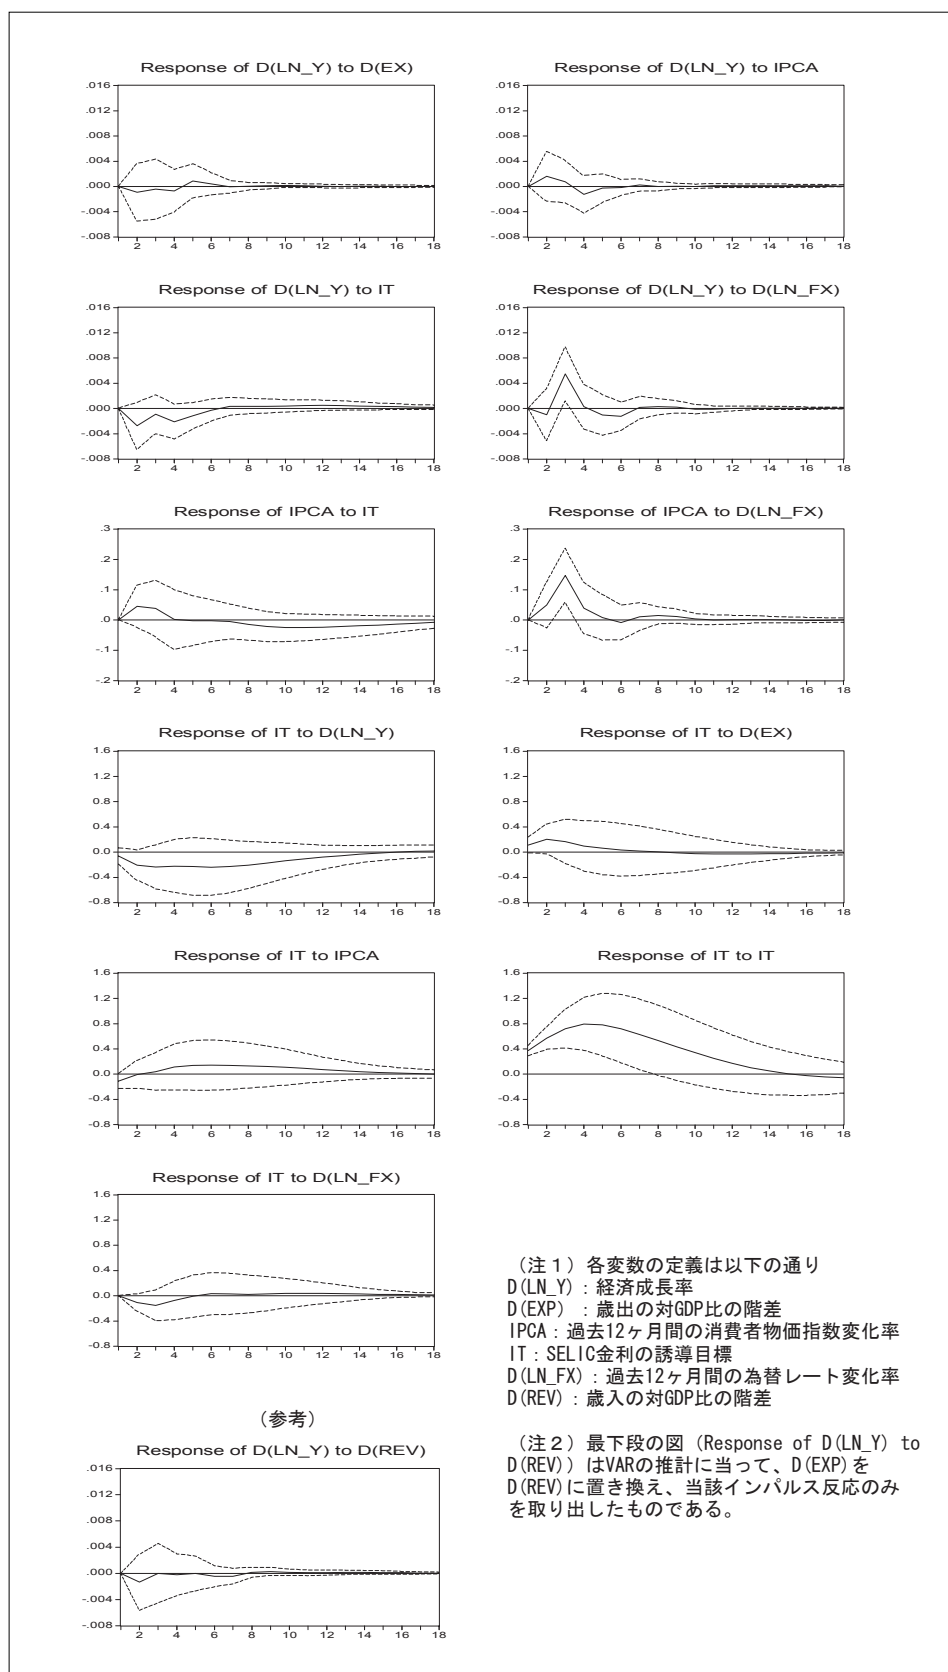 Response of D(LN_Y) to D(EX)
.016
.012
.008
.004
.000
-.004
-.008
2 4 6 8 10 12 14 16 18
Response of D(LN_Y) to IPCA
.016
.012
.008
.004
.000
-.004
-.008
2 4 6 8 10 12 14 16 18
Response of D(LN_Y) to IT
.016
.012
.008
.004
.000
-.004
-.008
2 4 6 8 10 12 14 16 18
Response of D(LN_Y) to D(LN_FX)
.016
.012
.008
.004
.000
-.004
-.008
2 4 6 8 10 12 14 16 18
Response of IPCA to IT
.3
.2
.1
.0
-.1
-.2
2 4 6 8 10 12 14 16 18
Response of IPCA to D(LN_FX)
.3
.2
.1
.0
-.1
-.2
2 4 6 8 10 12 14 16 18
Response of IT to D(LN_Y)
1.6
1.2
0.8
0.4
0.0
-0.4
-0.8
2 4 6 8 10 12 14 16 18
Response of IT to D(EX)
1.6
1.2
0.8
0.4
0.0
-0.4
-0.8
2 4 6 8 10 12 14 16 18
Response of IT to IPCA
1.6
1.2
0.8
0.4
0.0
-0.4
-0.8
2 4 6 8 10 12 14 16 18
Response of IT to IT
1.6
1.2
0.8
0.4
0.0
-0.4
-0.8
2 4 6 8 10 12 14 16 18
Response of IT to D(LN_FX)
1.6
1.2
0.8
0.4
0.0
-0.4
-0.8
2 4 6 8 10 12 14 16 18
(注1)各変数の定義は以下の通り
D(LN_Y):経済成長率
D(EXP) :歳出の対GDP比の階差
IPCA:過去12ヶ月間の消費者物価指数変化率
IT:SELIC金利の誘導目標
D(LN_FX):過去12ヶ月間の為替レート変化率
D(REV):歳入の対GDP比の階差
(注2)最下段の図(Response of D(LN_Y) to
D(REV))はVARの推計に当って、D(EXP)を
D(REV)に置き換え、当該インパルス反応のみ
を取り出したものである。
(参考)
Response of D(LN_Y) to D(REV)
.016
.012
.008
.004
.000
-.004
-.008
2 4 6 8 10 12 14 16 18